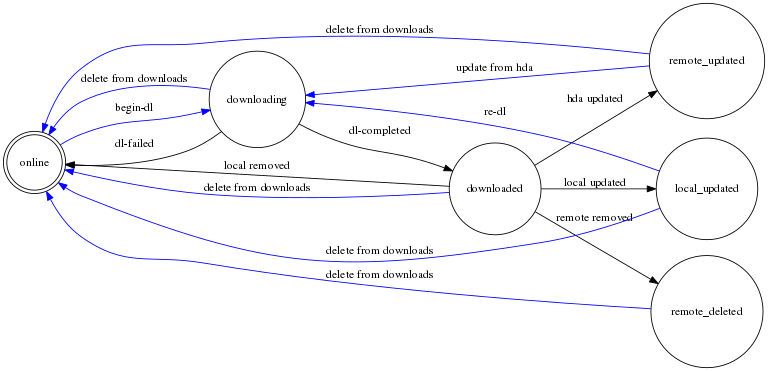 delete from downloads
remote_updated
update from hda
delete from downloads
downloading
hda updated
begin-dl
re-dl
dl-completed
dl-failed
online
local removed
local updated
delete from downloads
downloaded
local_updated
remote removed
delete from downloads
delete from downloads
remote_deleted